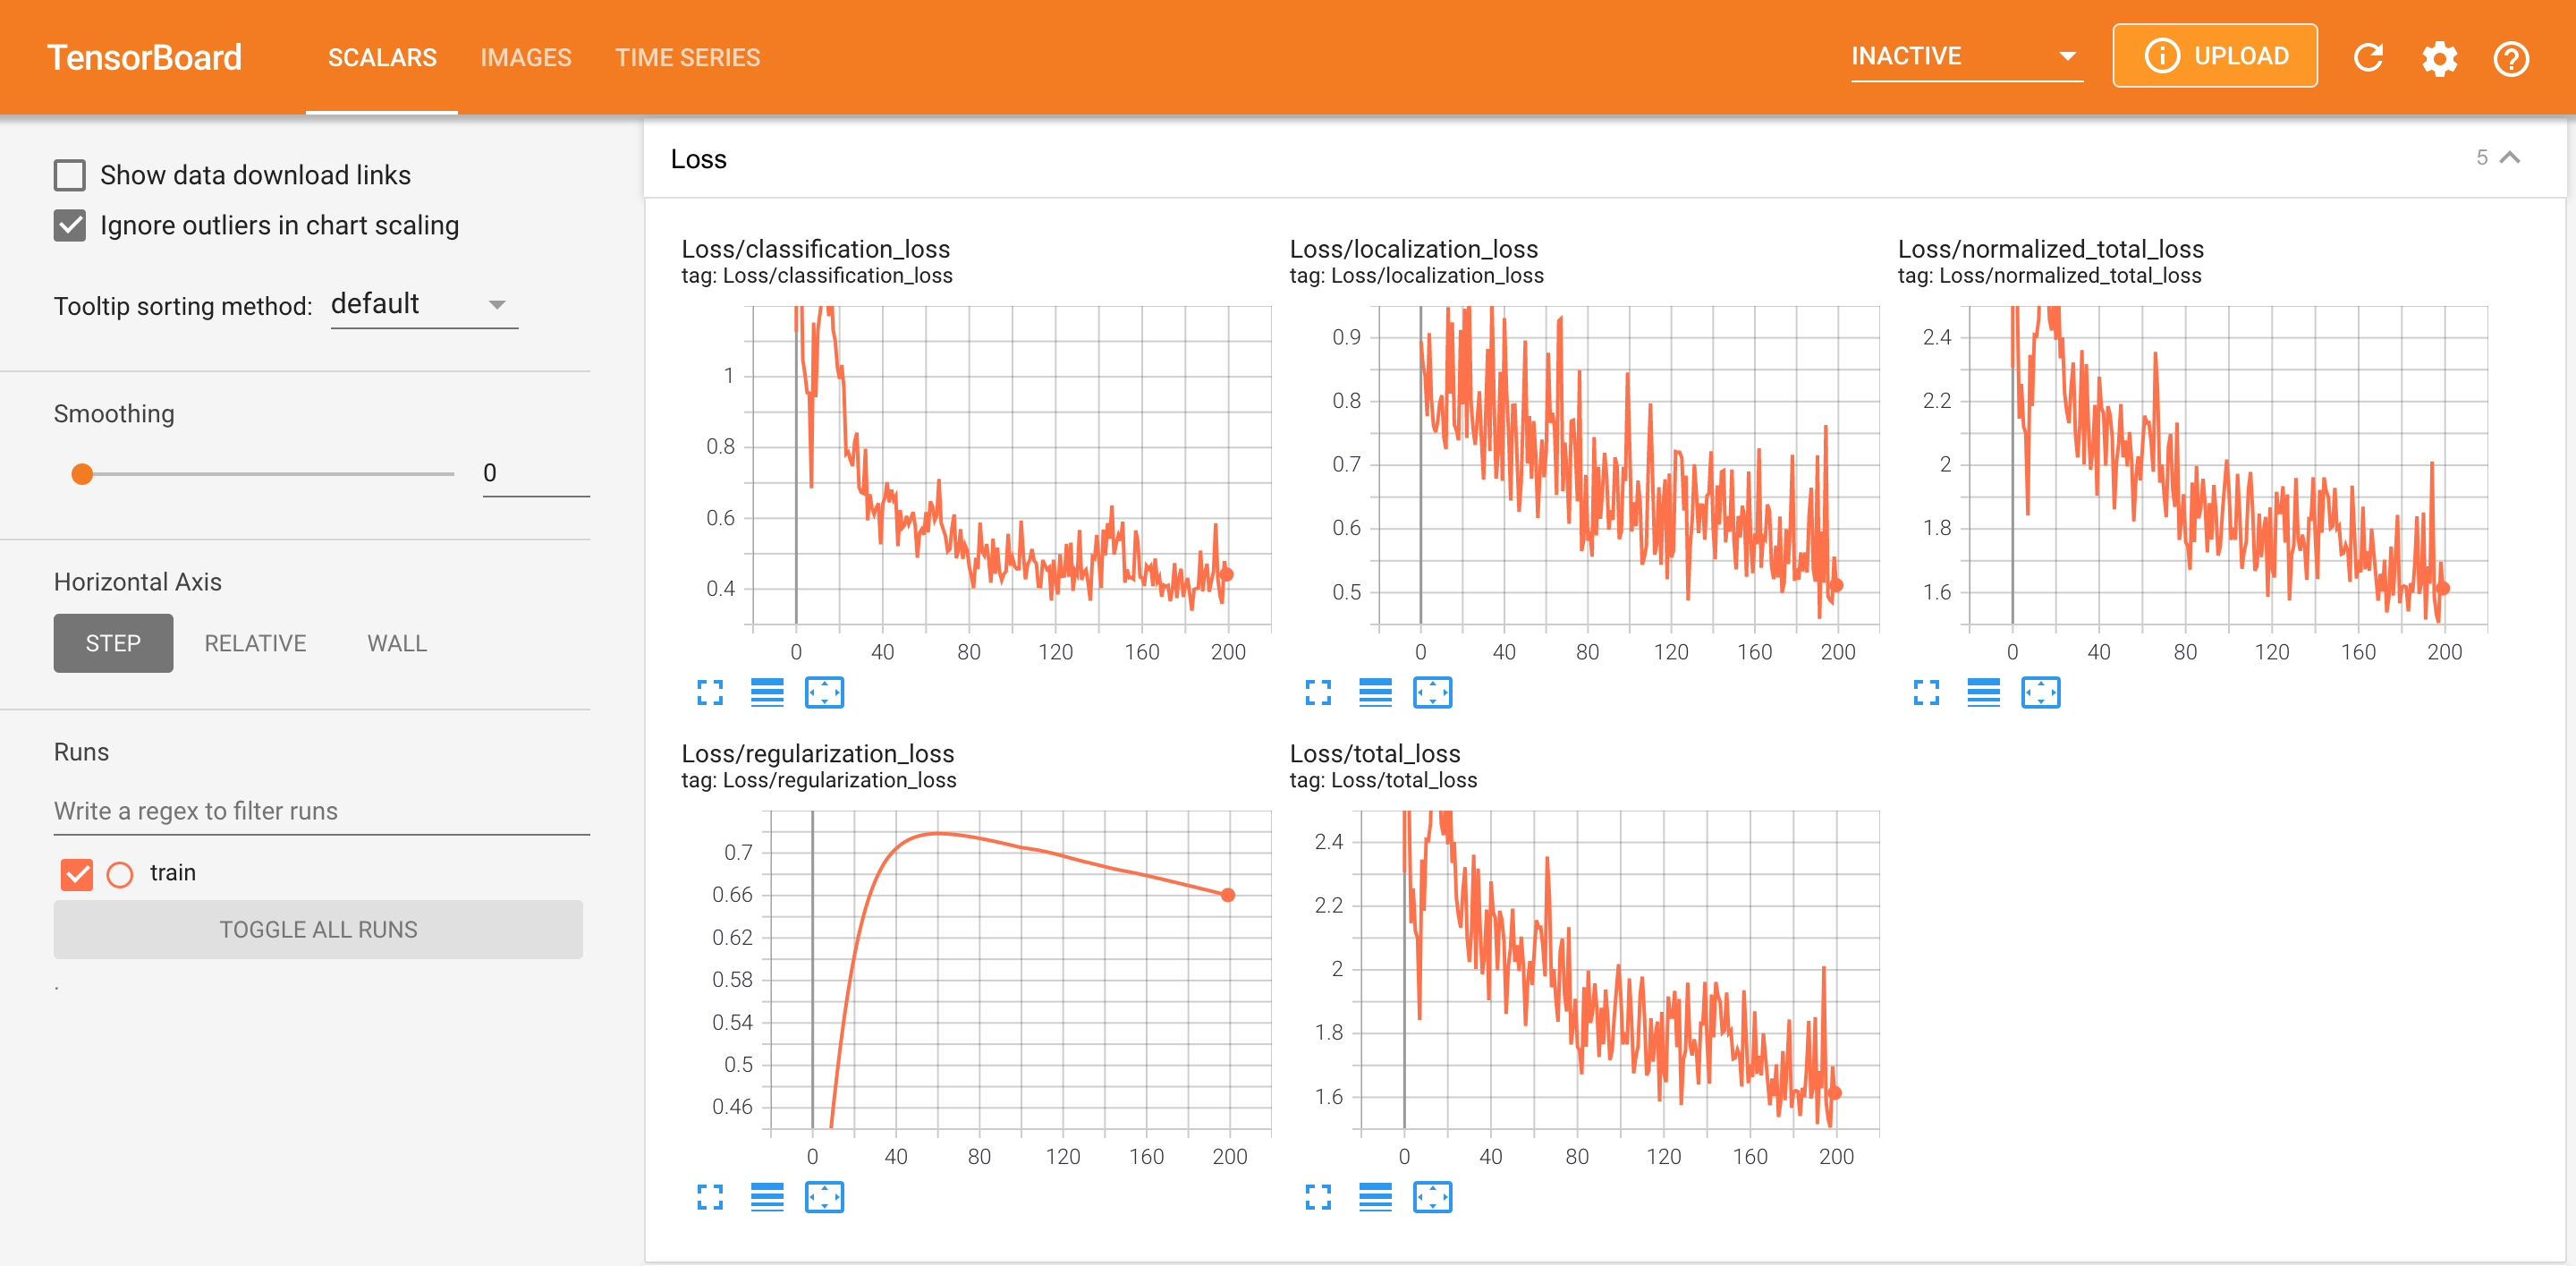 TensorBoard SCALARS IMAGES TIME SERIES INACTIVE UPLOAD
Show data download links
Ignore outliers in chart scaling
Tooltip sorting method: default
Smoothing
0
Horizontal Axis
STEP RELATIVE WALL
Runs
Write a regex to filter runs
train
TOGGLE ALL RUNS
.
Loss 5
Loss/classification_loss
tag: Loss/classification_loss
1
0.8
0.6
0.4
0 40 80 120 160 200
Loss/localization_loss
tag: Loss/localization_loss
0.9
0.8
0.7
0.6
0.5
0 40 80 120 160 200
Loss/normalized_total_loss
tag: Loss/normalized_total_loss
2.4
2.2
2
1.8
1.6
0 40 80 120 160 200
Loss/regularization_loss
tag: Loss/regularization_loss
0.7
0.66
0.62
0.58
0.54
0.5
0.46
0 40 80 120 160 200
Loss/total_loss
tag: Loss/total_loss
2.4
2.2
2
1.8
1.6
0 40 80 120 160 200